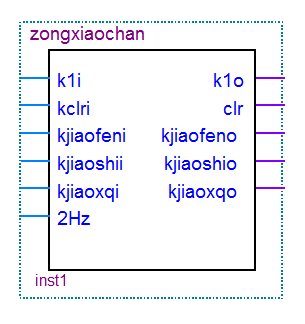 zongxiaochan
k1i k1o
kclri clr
kjiaofeni kjiaofeno
kjiaoshii kjiaoshio
kjiaoxqi kjiaoxqo
2Hz
inst1